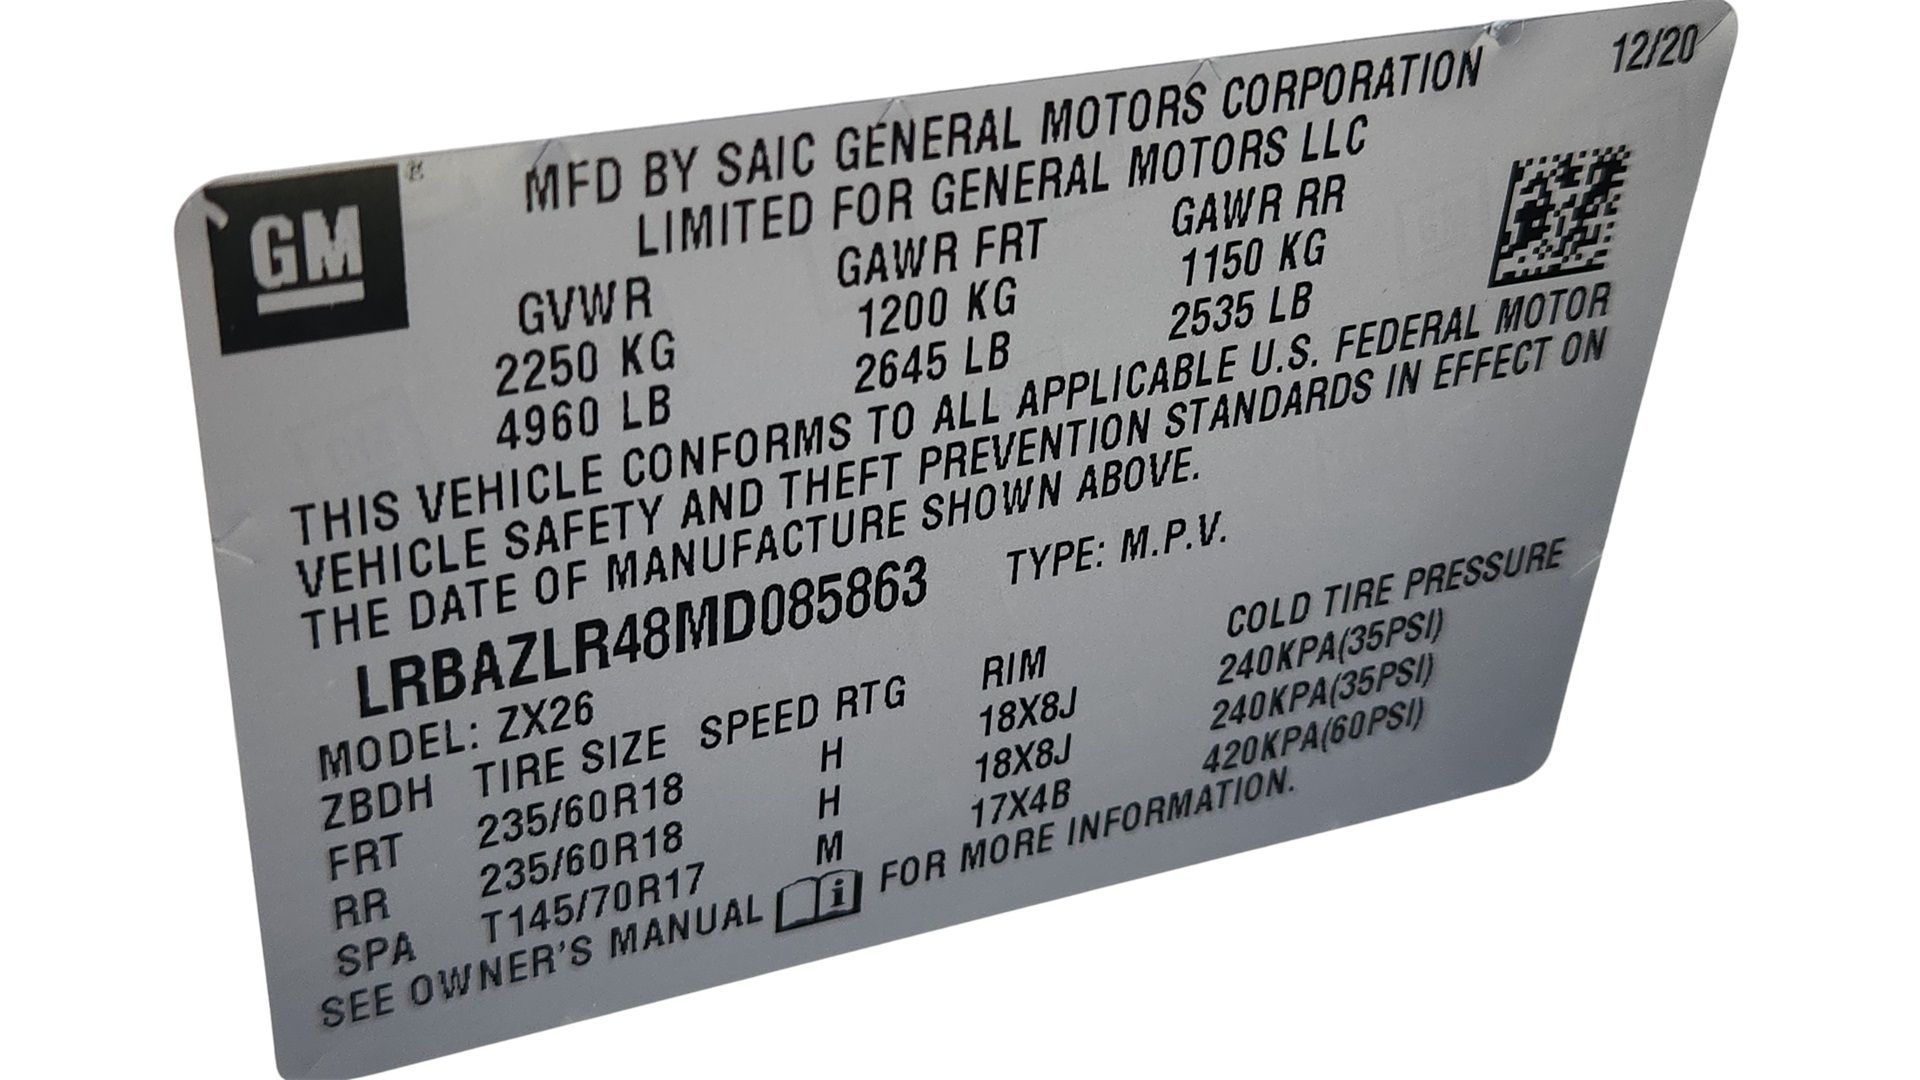 12/20
GM
MFD BY SAIC GENERAL MOTORS CORPORATION
LIMITED FOR GENERAL MOTORS LLC
GVWR GAWR FRT GAWR RR
2250 KG 1200 KG 1150 KG
4960 LB 2645 LB 2535 LB
THIS VEHICLE CONFORMS TO ALL APPLICABLE U.S. FEDERAL MOTOR
VEHICLE SAFETY AND THEFT PREVENTION STANDARDS IN EFFECT ON
THE DATE OF MANUFACTURE SHOWN ABOVE.
LRBAZLR48MD085863 TYPE: M.P.V.
MODEL: ZX26
ZBDH TIRE SIZE SPEED RTG RIM COLD TIRE PRESSURE
FRT 235/60R18 H 18X8J 240KPA(35PSI)
RR 235/60R18 H 18X8J 240KPA(35PSI)
SPA T145/70R17 M 17X4B 420KPA(60PSI)
SEE OWNER'S MANUAL i FOR MORE INFORMATION.